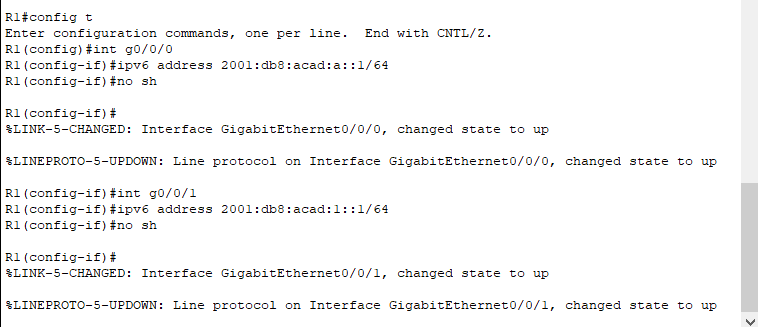 R1#config t
Enter configuration commands, one per line.  End with CNTL/Z.
R1(config)#int g0/0/0
R1(config-if)#ipv6 address 2001:db8:acad:a::1/64
R1(config-if)#no sh
R1(config-if)#
%LINK-5-CHANGED: Interface GigabitEthernet0/0/0, changed state to up
%LINEPROTO-5-UPDOWN: Line protocol on Interface GigabitEthernet0/0/0, changed state to up
R1(config-if)#int g0/0/1
R1(config-if)#ipv6 address 2001:db8:acad:1::1/64
R1(config-if)#no sh
R1(config-if)#
%LINK-5-CHANGED: Interface GigabitEthernet0/0/1, changed state to up
%LINEPROTO-5-UPDOWN: Line protocol on Interface GigabitEthernet0/0/1, changed state to up